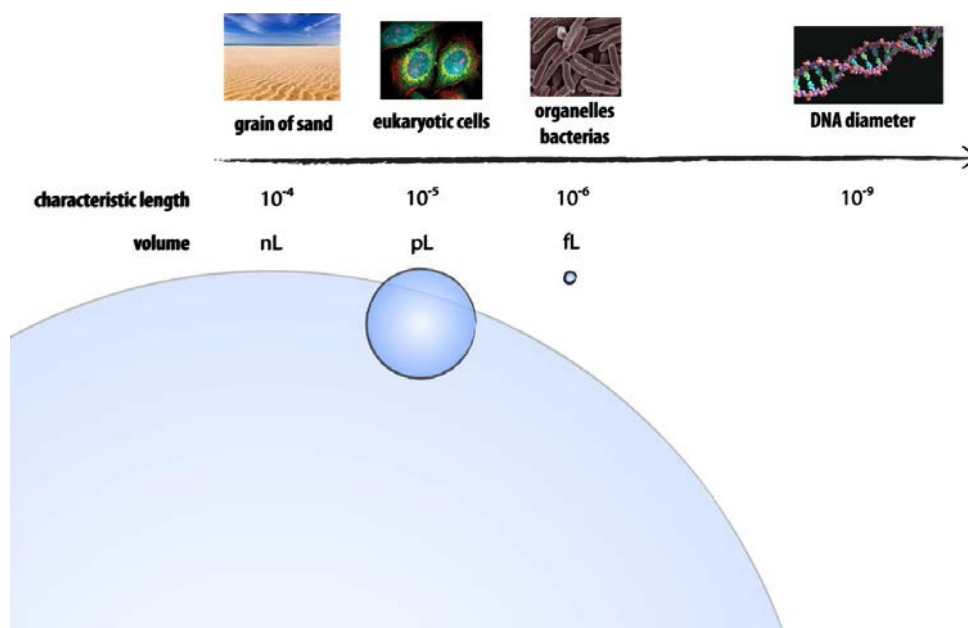 grain of sand
eukaryotic cells
organelles
bacterias
DNA diameter
characteristic length 10⁻⁴ 10⁻⁵ 10⁻⁶ 10⁻⁹
volume nL pL fL